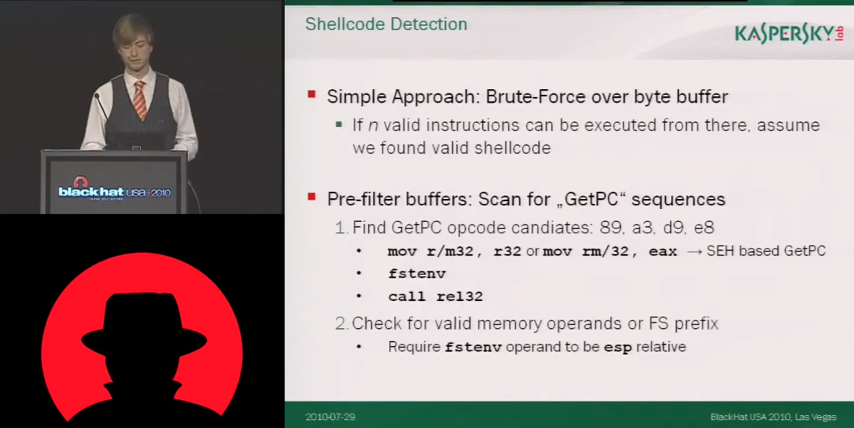 Shellcode Detection
KASPERSKY lab
Simple Approach: Brute-Force over byte buffer
If n valid instructions can be executed from there, assume
we found valid shellcode
Pre-filter buffers: Scan for „GetPC“ sequences
1. Find GetPC opcode candiates: 89, a3, d9, e8
mov r/m32, r32 or mov rm/32, eax → SEH based GetPC
fstenv
call rel32
2. Check for valid memory operands or FS prefix
Require fstenv operand to be esp relative
2010-07-29
BlackHat USA 2010, Las Vegas
black hat USA 2010